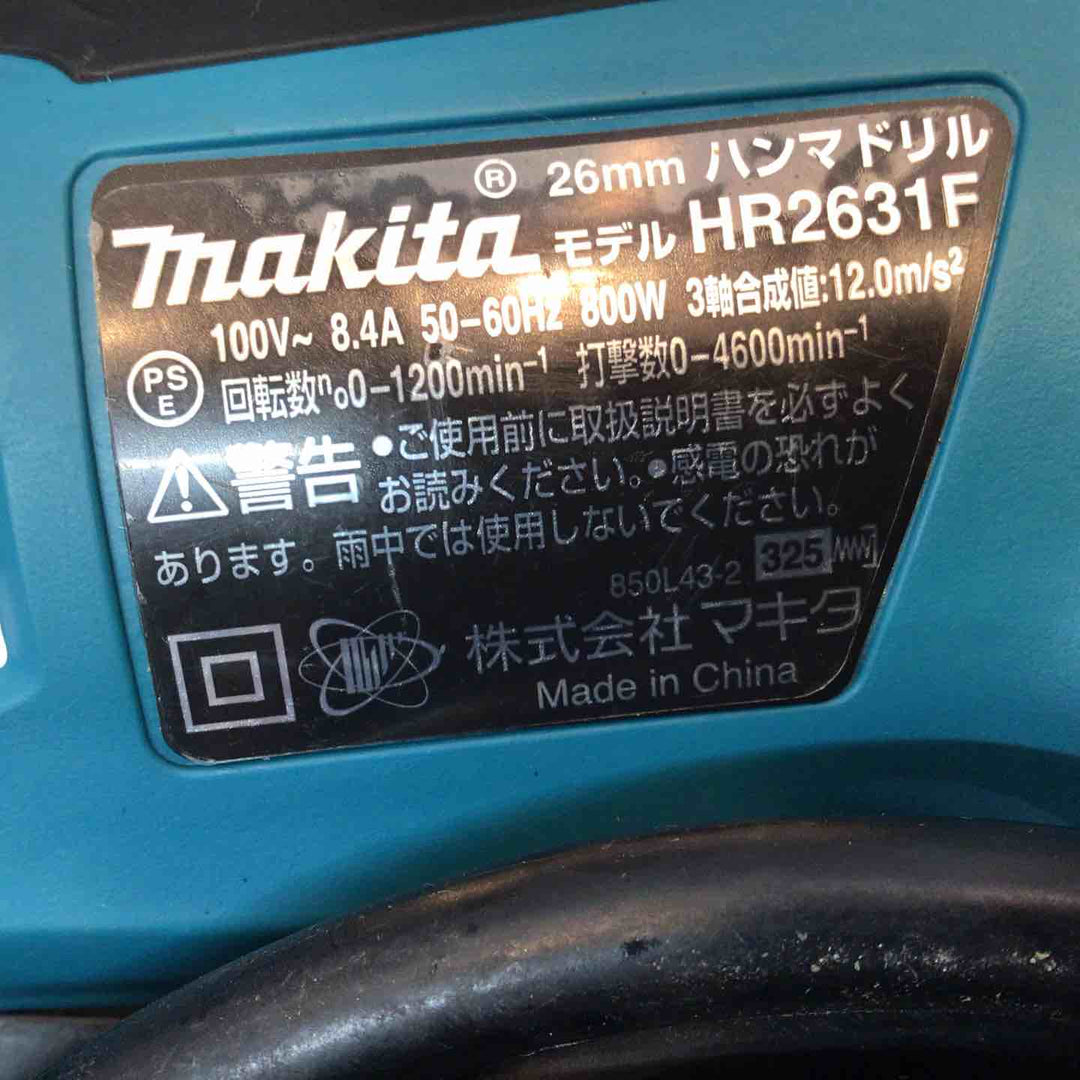 ® 26mm ハンマドリル
makita モデル HR2631F
100V~ 8.4A 50-60Hz 800W 3軸合成値:12.0m/s²
PS E 回転数n₀0-1200min⁻¹ 打撃数0-4600min⁻¹
警告 •ご使用前に取扱説明書を必ずよく
お読みください。•感電の恐れが
あります。雨中では使用しないでください。
850L43-2 325
株式会社マキタ
Made in China